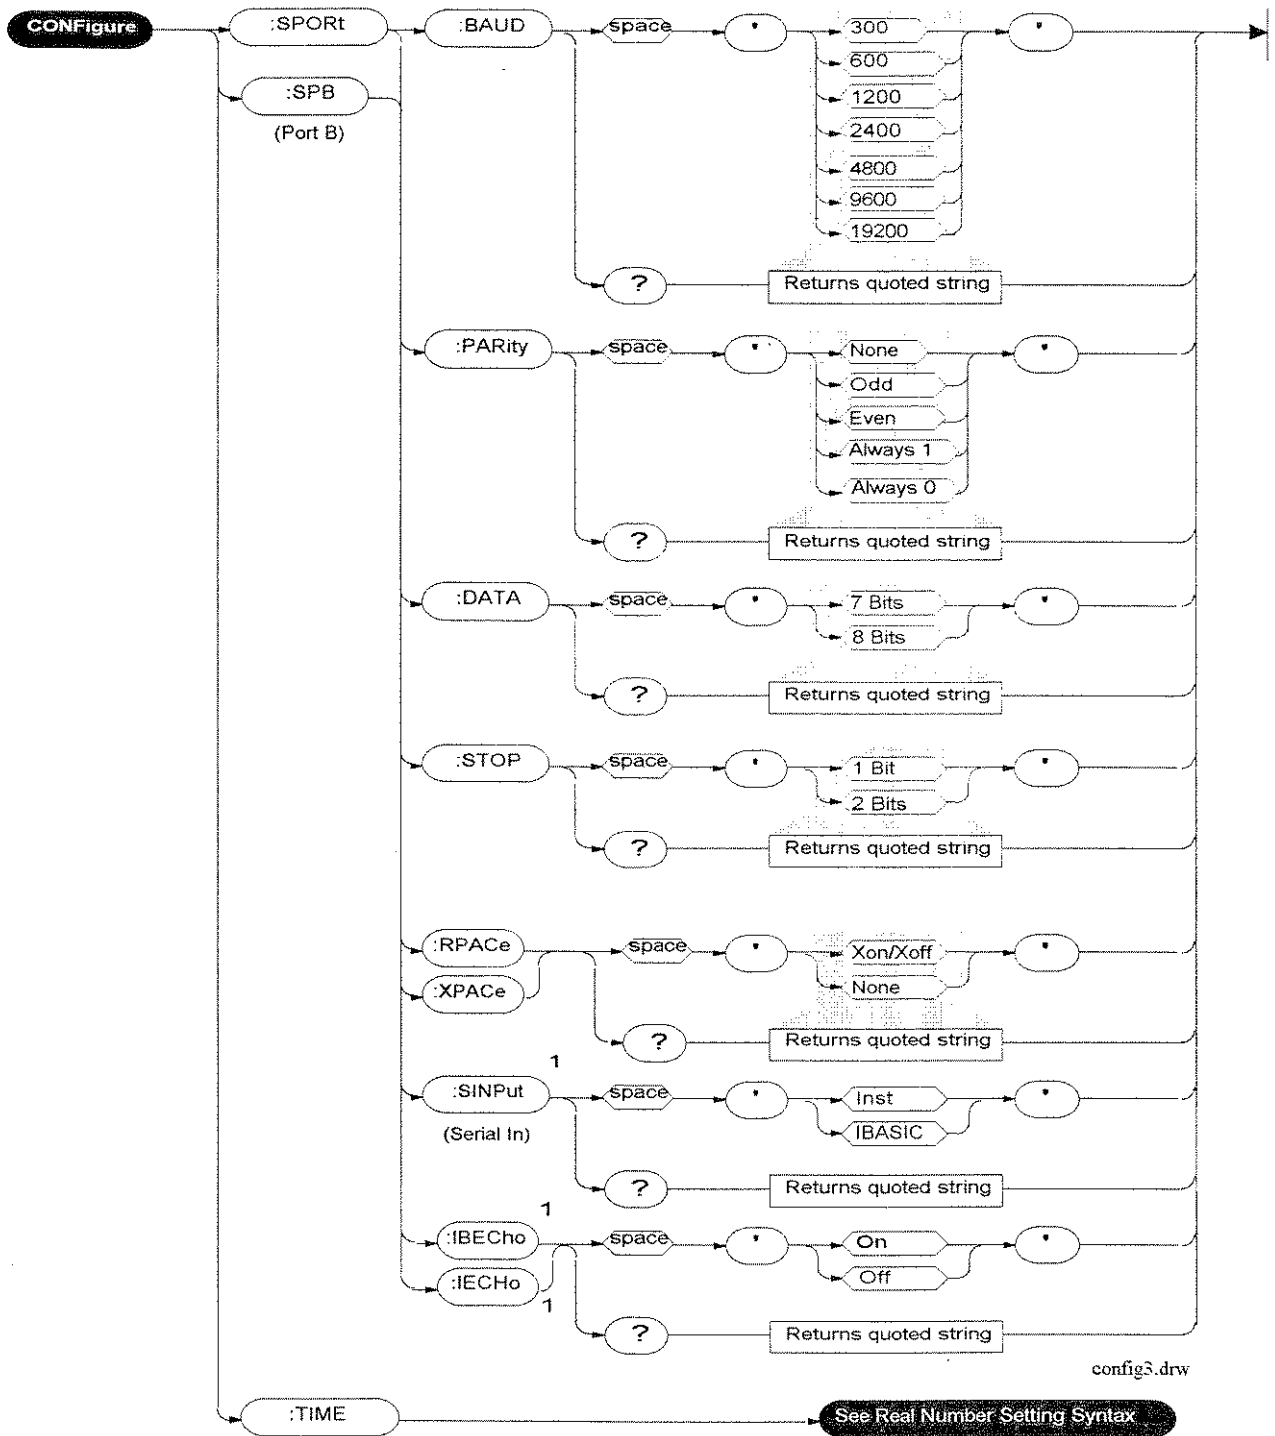 CONFigure :SPORt :BAUD space ' 300 '
600
:SPB
1200
(Port B) 2400
4800
9600
19200
? Returns quoted string
:PARity space ' None '
Odd
Even
Always 1
Always 0
? Returns quoted string
:DATA space ' 7 Bits '
8 Bits
? Returns quoted string
:STOP space ' 1 Bit '
2 Bits
? Returns quoted string
:RPACe space ' Xon/Xoff '
:XPACe None
? Returns quoted string
1
:SINPut space ' Inst '
(Serial In) IBASIC
? Returns quoted string
1
:IBECho space ' On '
:IECHo Off
1
? Returns quoted string
config3.drw
:TIME See Real Number Setting Syntax